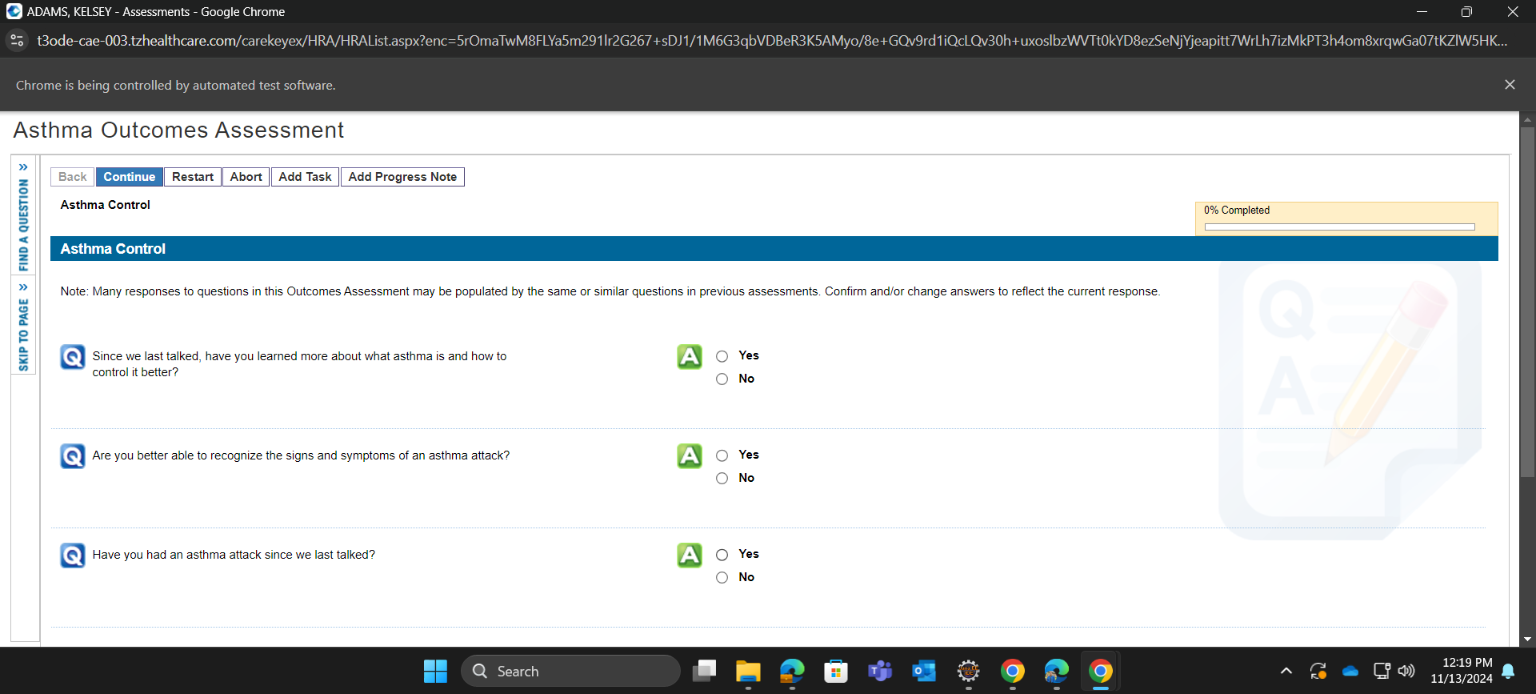 ADAMS, KELSEY - Assessments - Google Chrome
t3ode-cae-003.tzhealthcare.com/carekeyex/HRA/HRAList.aspx?enc=5rOmaTwM8FLYa5m291lr2G267+sDJ1/1M6G3qbVDBeR3K5AMyo/8e+GQv9rd1iQcLQv30h+uxoslbzWVTt0kYD8ezSeNjYjeapitt7WrLh7izMkPT3h4om8xrqwGa07tKZlW5HK...
Chrome is being controlled by automated test software.
Asthma Outcomes Assessment
FIND A QUESTION »
SKIP TO PAGE »
Back Continue Restart Abort Add Task Add Progress Note
Asthma Control
0% Completed
Asthma Control
Note: Many responses to questions in this Outcomes Assessment may be populated by the same or similar questions in previous assessments. Confirm and/or change answers to reflect the current response.
Q Since we last talked, have you learned more about what asthma is and how to
control it better?
A Yes
No
Q Are you better able to recognize the signs and symptoms of an asthma attack?
A Yes
No
Q Have you had an asthma attack since we last talked?
A Yes
No
Q
A
Search
12:19 PM
11/13/2024